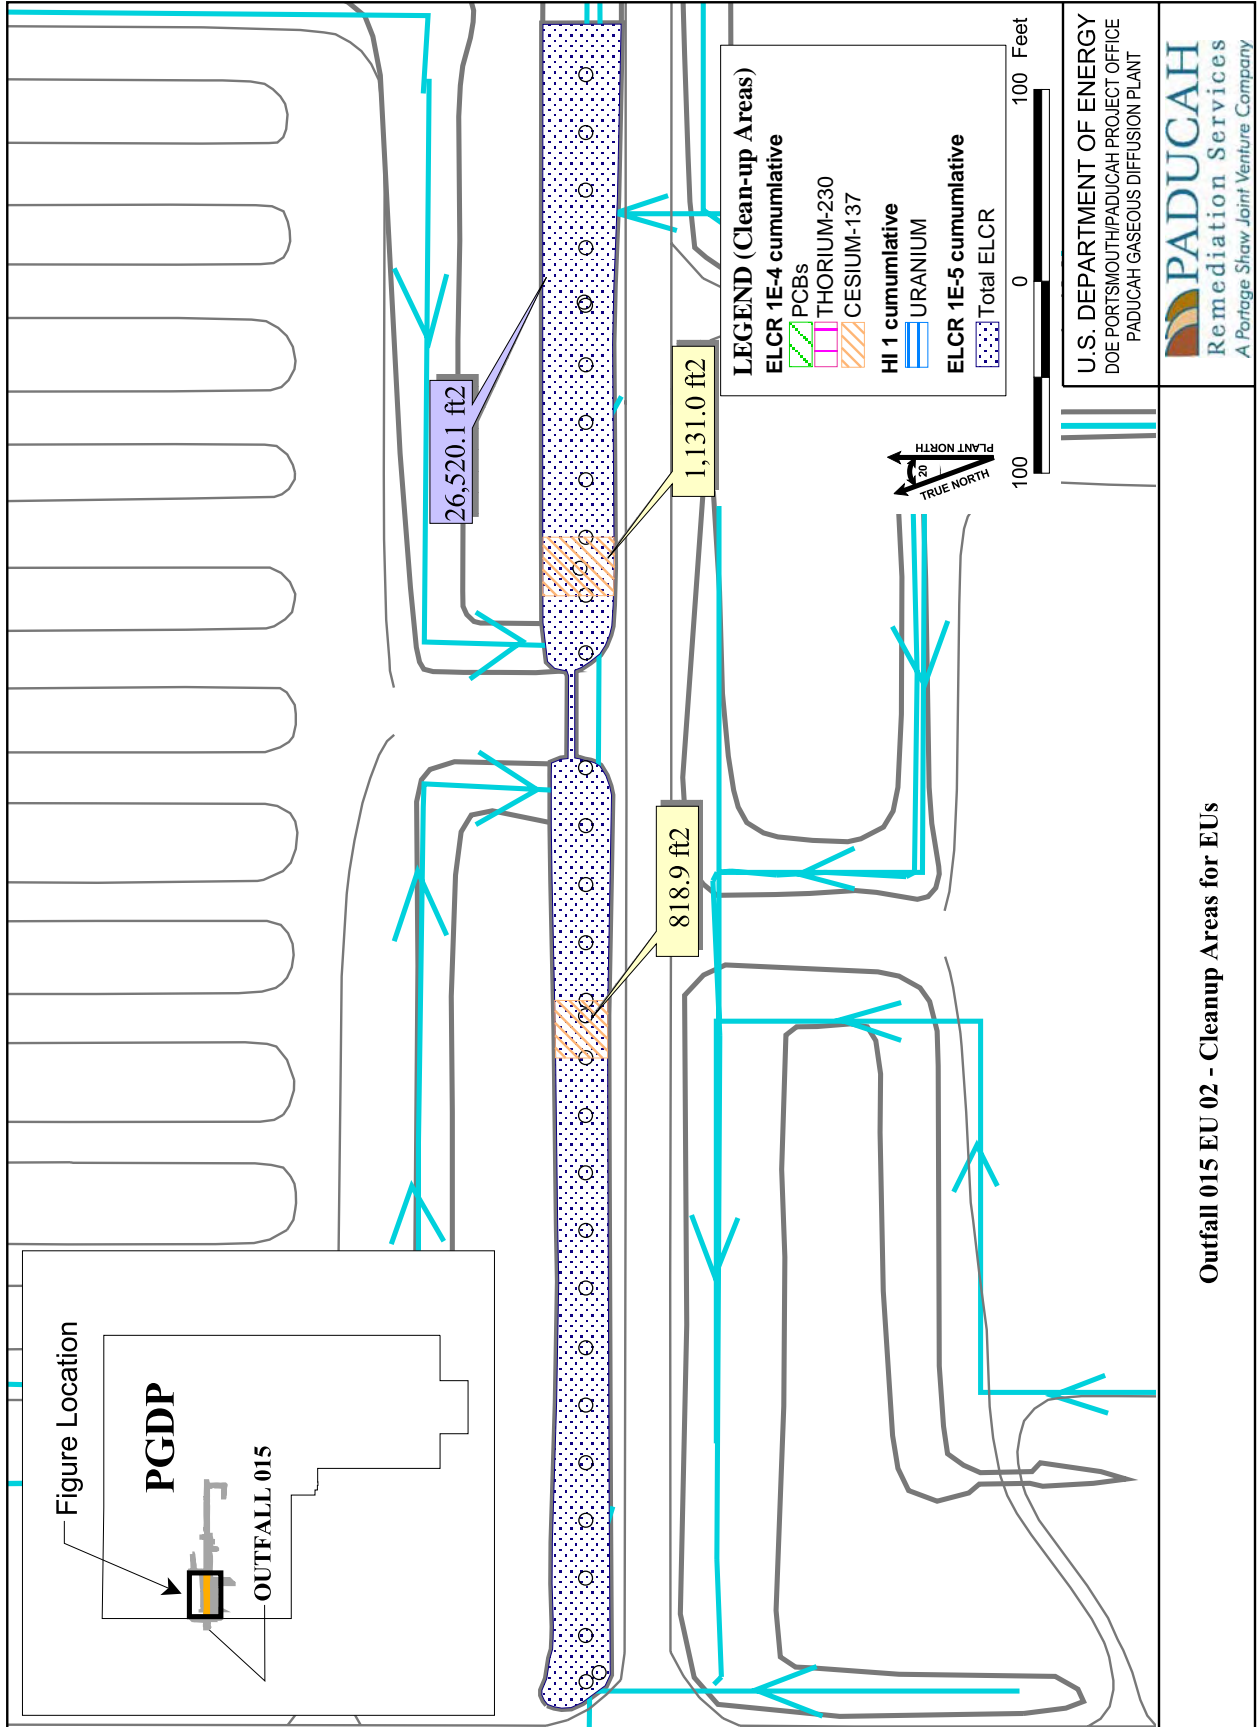 Figure Location
PGDP
OUTFALL 015
26,520.1 ft2
1,131.0 ft2
818.9 ft2
LEGEND (Clean-up Areas)
ELCR 1E-4 cumumlative
PCBs
THORIUM-230
CESIUM-137
HI 1 cumulative
URANIUM
ELCR 1E-5 cumulative
Total ELCR
PLANT NORTH
20
TRUE NORTH
100 0 100 Feet
U.S. DEPARTMENT OF ENERGY
DOE PORTSMOUTH/PADUCAH PROJECT OFFICE
PADUCAH GASEOUS DIFFUSION PLANT
PADUCAH
Remediation Services
A Portage Shaw Joint Venture Company
Outfall 015 EU 02 - Cleanup Areas for EUs